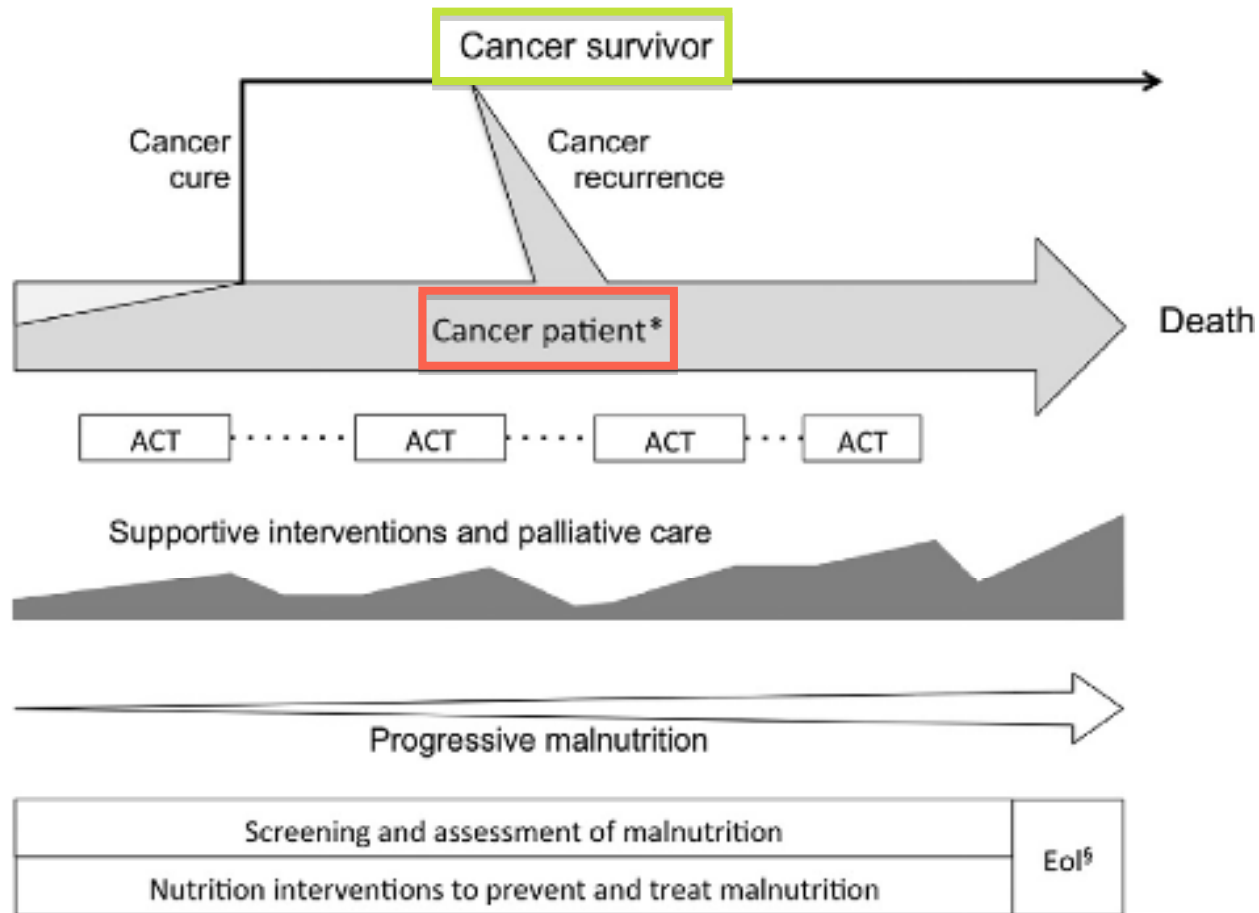 Cancer survivor
Cancer
cure
Cancer
recurrence
Cancer patient*
Death
ACT
ACT
ACT
ACT
Supportive interventions and palliative care
Progressive malnutrition
Screening and assessment of malnutrition
Nutrition interventions to prevent and treat malnutrition
Eol§